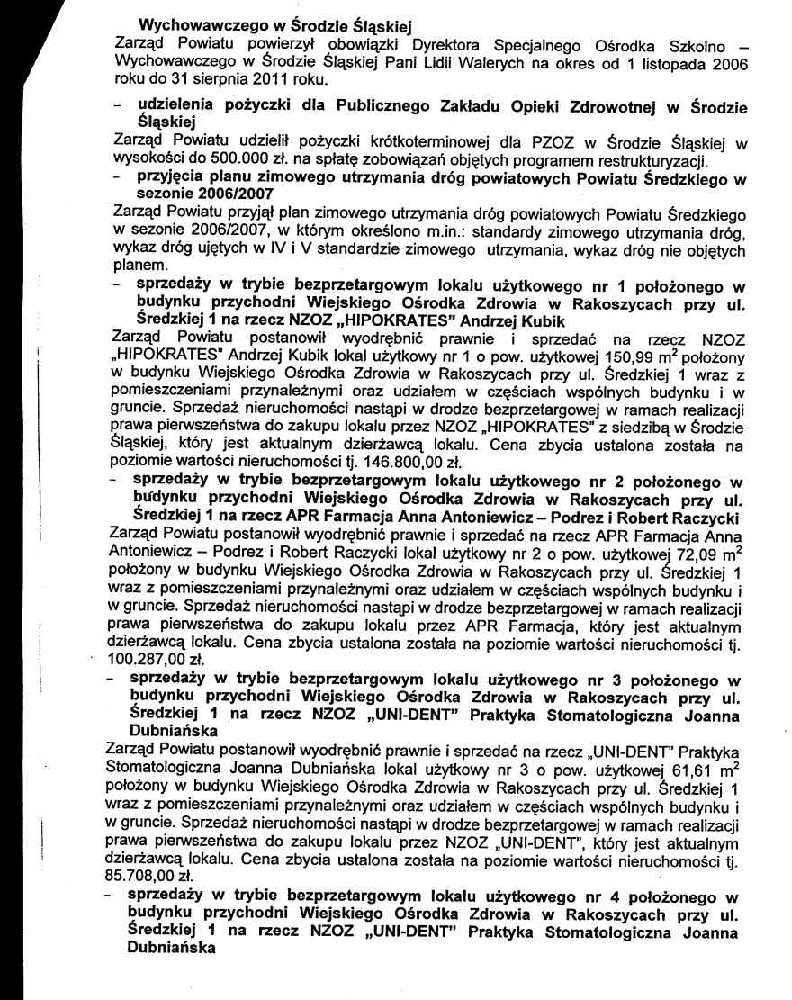 Wychowawczego w Środzie Śląskiej
Zarząd Powiatu powierzył obowiązki Dyrektora Specjalnego Ośrodka Szkolno –
Wychowawczego w Środzie Śląskiej Pani Lidii Walerych na okres od 1 listopada 2006
roku do 31 sierpnia 2011 roku.
– udzielenia pożyczki dla Publicznego Zakładu Opieki Zdrowotnej w Środzie
Śląskiej
Zarząd Powiatu udzielił pożyczki krótkoterminowej dla PZOZ w Środzie Śląskiej w
wysokości do 500.000 zł. na spłatę zobowiązań objętych programem restrukturyzacji.
– przyjęcia planu zimowego utrzymania dróg powiatowych Powiatu Średzkiego w
sezonie 2006/2007
Zarząd Powiatu przyjął plan zimowego utrzymania dróg powiatowych Powiatu Średzkiego
w sezonie 2006/2007, w którym określono m.in.: standardy zimowego utrzymania dróg,
wykaz dróg ujętych w IV i V standardzie zimowego utrzymania, wykaz dróg nie objętych
planem.
– sprzedaży w trybie bezprzetargowym lokalu użytkowego nr 1 położonego w
budynku przychodni Wiejskiego Ośrodka Zdrowia w Rakoszycach przy ul.
Średzkiej 1 na rzecz NZOZ „HIPOKRATES” Andrzej Kubik
Zarząd Powiatu postanowił wyodrębnić prawnie i sprzedać na rzecz NZOZ
„HIPOKRATES” Andrzej Kubik lokal użytkowy nr 1 o pow. użytkowej 150,99 m² położony
w budynku Wiejskiego Ośrodka Zdrowia w Rakoszycach przy ul. Średzkiej 1 wraz z
pomieszczeniami przynależnymi oraz udziałem w częściach wspólnych budynku i w
gruncie. Sprzedaż nieruchomości nastąpi w drodze bezprzetargowej w ramach realizacji
prawa pierwszeństwa do zakupu lokalu przez NZOZ „HIPOKRATES” z siedzibą w Środzie
Śląskiej, który jest aktualnym dzierżawcą lokalu. Cena zbycia ustalona została na
poziomie wartości nieruchomości tj. 146.800,00 zł.
– sprzedaży w trybie bezprzetargowym lokalu użytkowego nr 2 położonego w
budynku przychodni Wiejskiego Ośrodka Zdrowia w Rakoszycach przy ul.
Średzkiej 1 na rzecz APR Farmacja Anna Antoniewicz – Podrez i Robert Raczycki
Zarząd Powiatu postanowił wyodrębnić prawnie i sprzedać na rzecz APR Farmacja Anna
Antoniewicz – Podrez i Robert Raczycki lokal użytkowy nr 2 o pow. użytkowej 72,09 m²
położony w budynku Wiejskiego Ośrodka Zdrowia w Rakoszycach przy ul. Średzkiej 1
wraz z pomieszczeniami przynależnymi oraz udziałem w częściach wspólnych budynku i
w gruncie. Sprzedaż nieruchomości nastąpi w drodze bezprzetargowej w ramach realizacji
prawa pierwszeństwa do zakupu lokalu przez APR Farmacja, który jest aktualnym
dzierżawcą lokalu. Cena zbycia ustalona została na poziomie wartości nieruchomości tj.
100.287,00 zł.
– sprzedaży w trybie bezprzetargowym lokalu użytkowego nr 3 położonego w
budynku przychodni Wiejskiego Ośrodka Zdrowia w Rakoszycach przy ul.
Średzkiej 1 na rzecz NZOZ „UNI-DENT” Praktyka Stomatologiczna Joanna
Dubniańska
Zarząd Powiatu postanowił wyodrębnić prawnie i sprzedać na rzecz „UNI-DENT” Praktyka
Stomatologiczna Joanna Dubniańska lokal użytkowy nr 3 o pow. użytkowej 61,61 m²
położony w budynku Wiejskiego Ośrodka Zdrowia w Rakoszycach przy ul. Średzkiej 1
wraz z pomieszczeniami przynależnymi oraz udziałem w częściach wspólnych budynku i
w gruncie. Sprzedaż nieruchomości nastąpi w drodze bezprzetargowej w ramach realizacji
prawa pierwszeństwa do zakupu lokalu przez NZOZ „UNI-DENT”, który jest aktualnym
dzierżawcą lokalu. Cena zbycia ustalona została na poziomie wartości nieruchomości tj.
85.708,00 zł.
– sprzedaży w trybie bezprzetargowym lokalu użytkowego nr 4 położonego w
budynku przychodni Wiejskiego Ośrodka Zdrowia w Rakoszycach przy ul.
Średzkiej 1 na rzecz NZOZ „UNI-DENT” Praktyka Stomatologiczna Joanna
Dubniańska